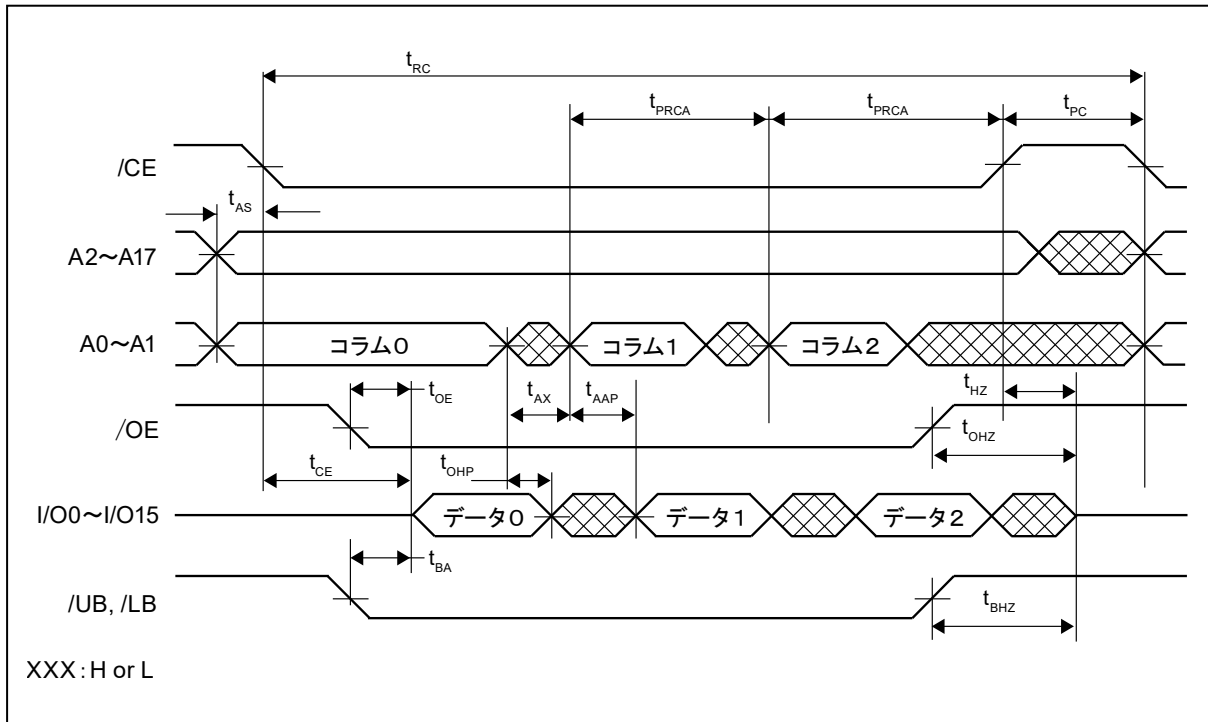 tRC
tPRCA
tPRCA
tPC
/CE
tAS
A2～A17
A0～A1
コラム0
コラム1
コラム2
tOE
tAX
tAAP
tHZ
/OE
tOHZ
tCE
tOHP
I/O0～I/O15
データ0
データ1
データ2
tBA
/UB, /LB
tBHZ
XXX : H or L